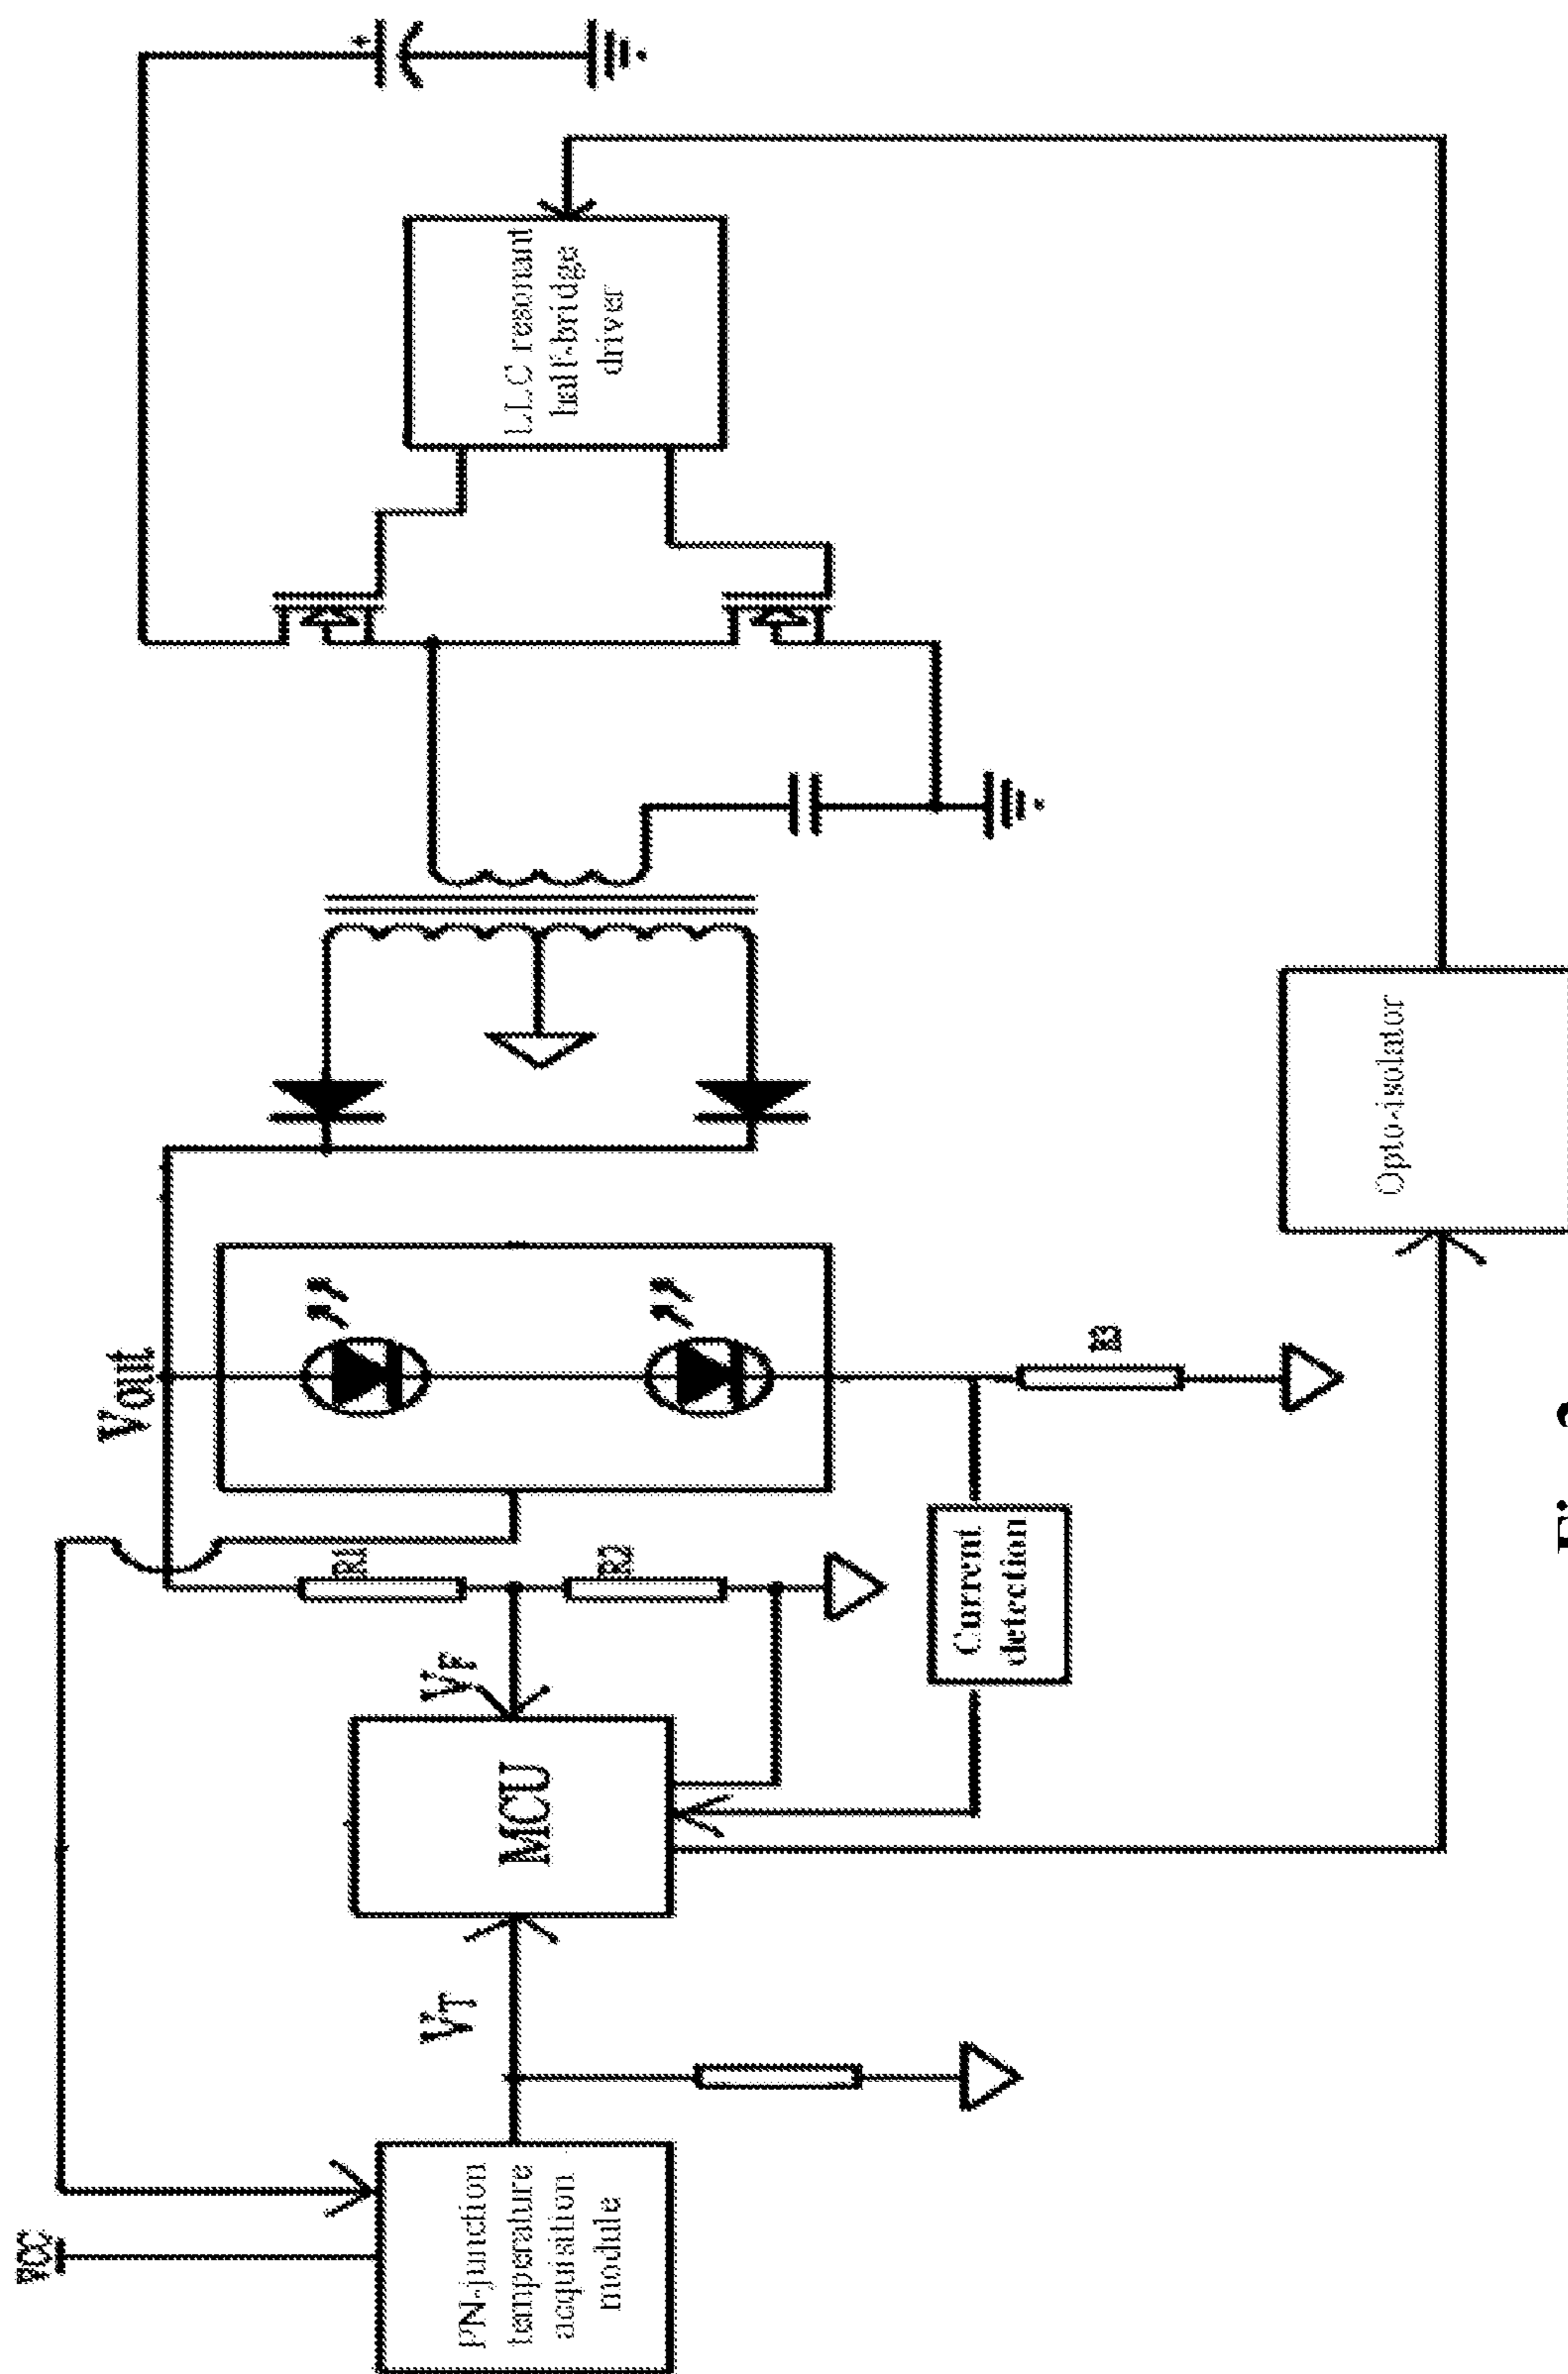 VCC
PN-junction
temperature
acquisition
module
VT
MCU
VF
R1
R2
Current
detection
Vout
R3
Opto-isolator
LLC resonant
half-bridge
driver